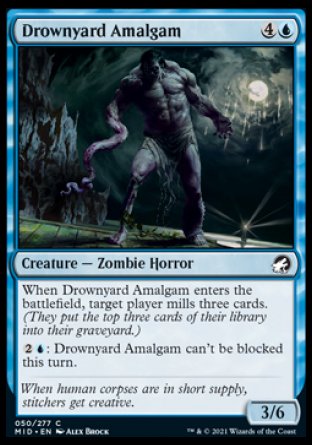 Drownyard Amalgam 4
Creature — Zombie Horror
When Drownyard Amalgam enters the
battlefield, target player mills three cards.
(They put the top three cards of their library
into their graveyard.)
2 : Drownyard Amalgam can't be blocked
this turn.
When human corpses are in short supply,
stitchers get creative.
3/6
050/277 C
MID • EN ALEX BROCK
™ & © 2021 Wizards of the Coast